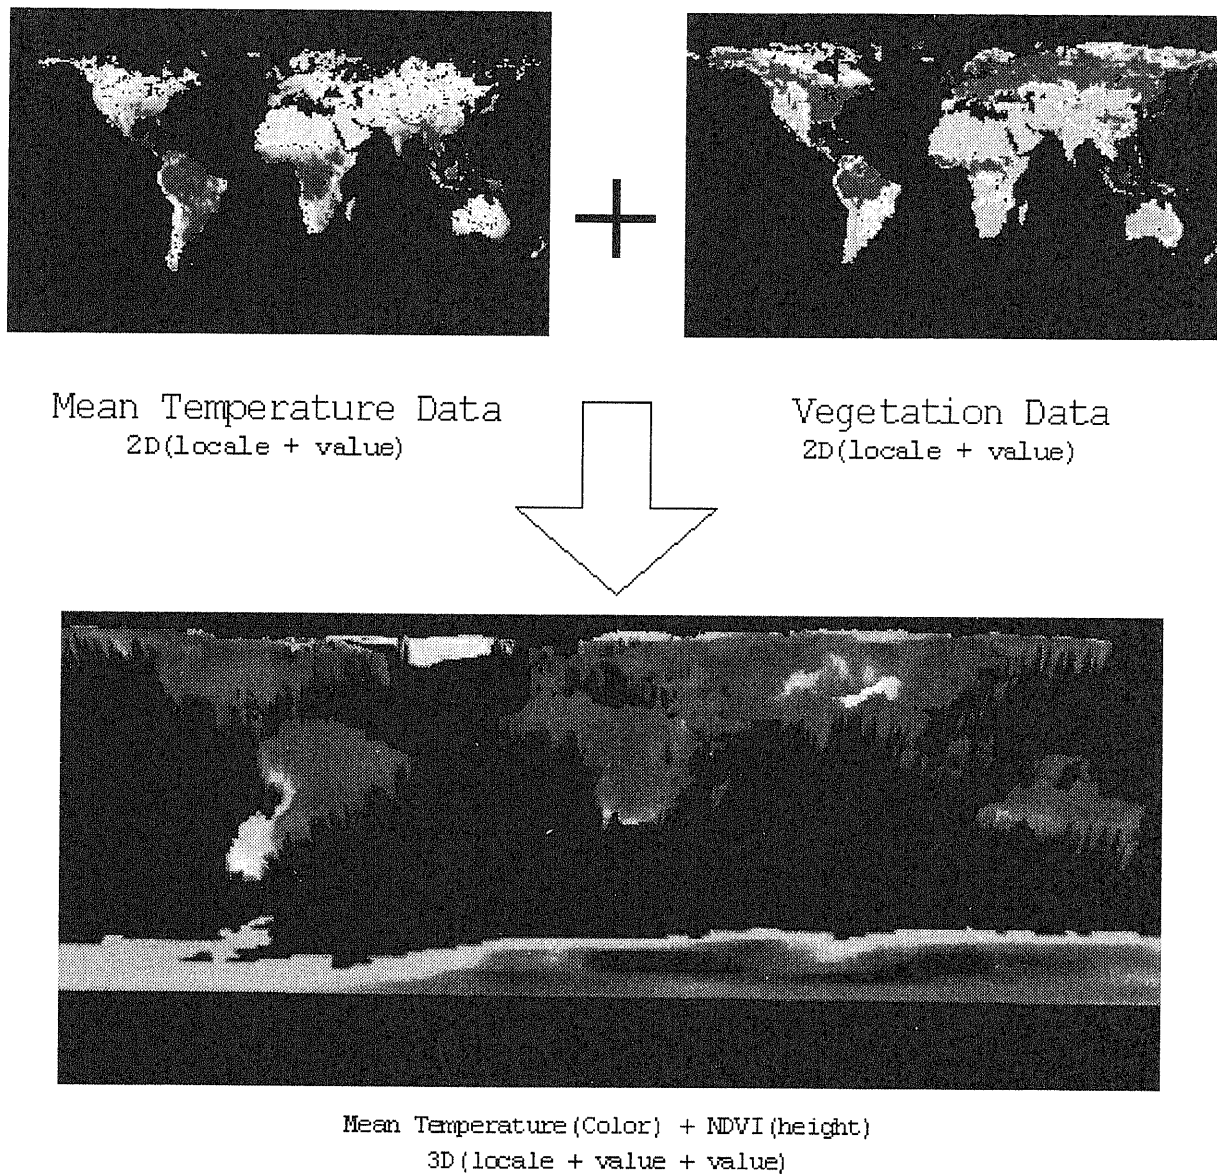 Mean Temperature Data
2D(locale + value)
Vegetation Data
2D(locale + value)
Mean Temperature(Color) + NDVI(height)
3D(locale + value + value)